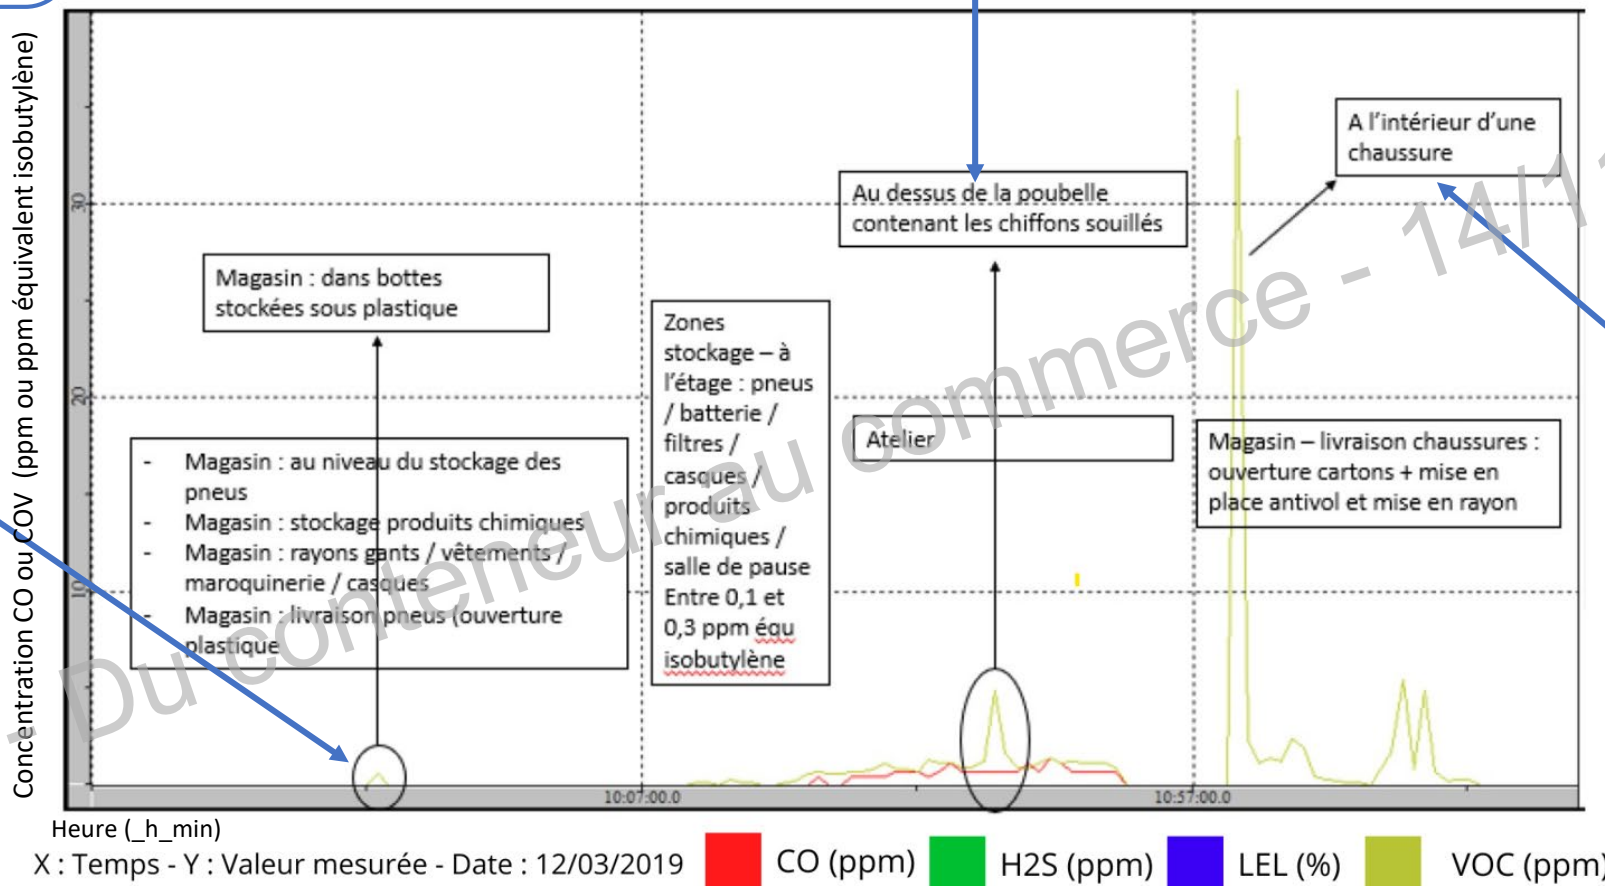 Concentration CO ou COV (ppm ou ppm équivalent isobutylène)
30
20
10
A l'intérieur d'une
chaussure
Au dessus de la poubelle
contenant les chiffons souillés
Magasin : dans bottes
stockées sous plastique
Zones
stockage – à
l'étage : pneus
/ batterie /
filtres /
casques /
produits
chimiques /
salle de pause
Entre 0,1 et
0,3 ppm équ
isobutylène
Atelier
Magasin – livraison chaussures :
ouverture cartons + mise en
place antivol et mise en rayon
- Magasin : au niveau du stockage des
pneus
- Magasin : stockage produits chimiques
- Magasin : rayons gants / vêtements /
maroquinerie / casques
- Magasin : livraison pneus (ouverture
plastique
- Du conteneur au commerce - 14/11
10:07:00.0
10:57:00.0
Heure (_h_min)
X : Temps - Y : Valeur mesurée - Date : 12/03/2019
CO (ppm)
H2S (ppm)
LEL (%)
VOC (ppm)